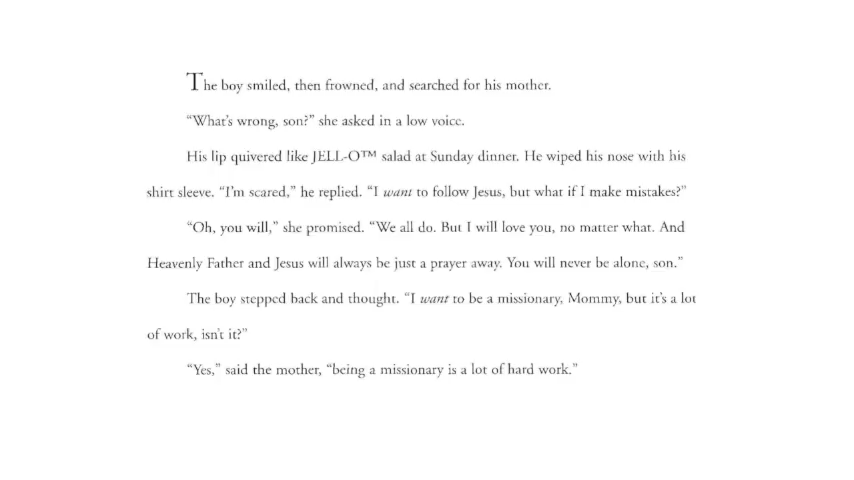 The boy smiled, then frowned, and searched for his mother.
“What’s wrong, son?” she asked in a low voice.
His lip quivered like JELL-O™ salad at Sunday dinner. He wiped his nose with his
shirt sleeve. “I’m scared,” he replied. “I want to follow Jesus, but what if I make mistakes?”
“Oh, you will,” she promised. “We all do. But I will love you, no matter what. And
Heavenly Father and Jesus will always be just a prayer away. You will never be alone, son.”
The boy stepped back and thought. “I want to be a missionary, Mommy, but it’s a lot
of work, isn’t it?”
“Yes,” said the mother, “being a missionary is a lot of hard work.”